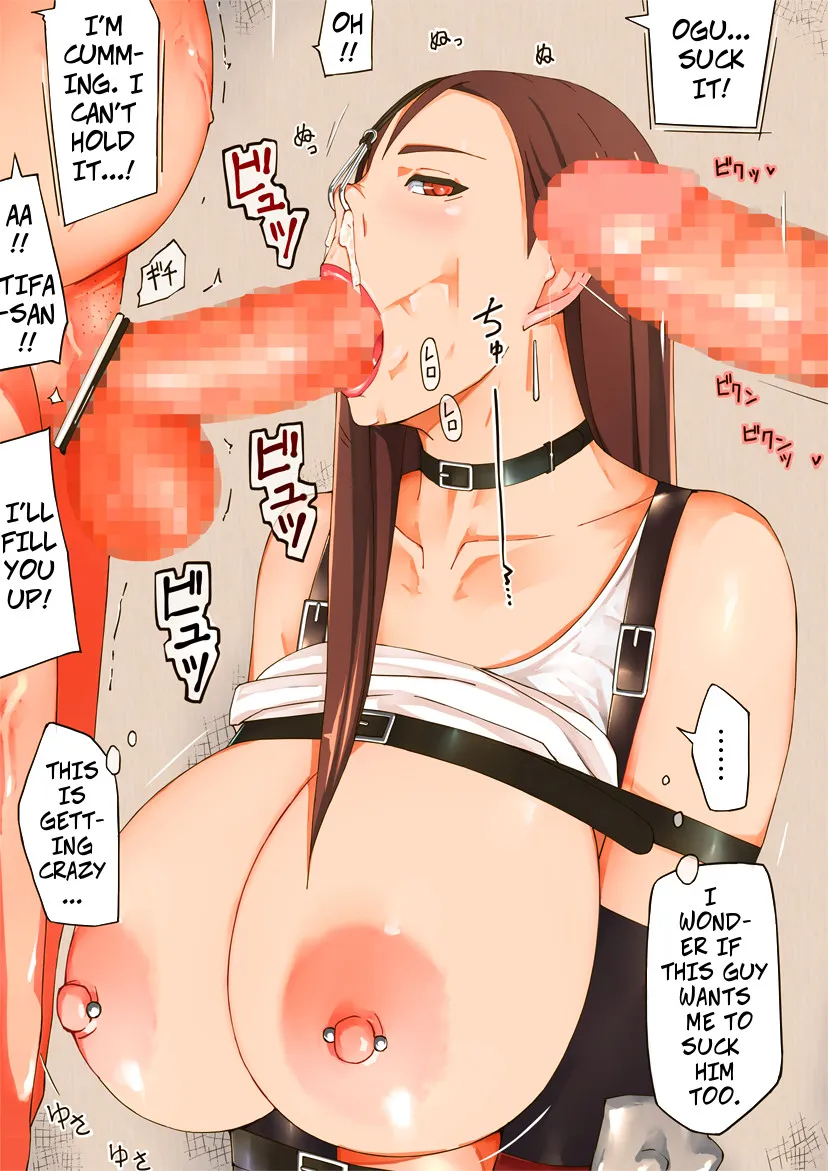 I'M
CUMM-
ING. I
CAN'T
HOLD
IT...!
OH
!!
OGU...
SUCK
IT!
ぬっ
ぬ
ぬっ
ビュッ
ビクッ♥
AA
!!
TIFA
-SAN
!!
ギチ
ちゅ
〜…
レロ
レロ
ビクン
ビクンッ♥
ビュッ
I'LL
FILL
YOU
UP!
ビュッ
......
THIS
IS
GETT-
ING
CRAZY
...
I
WOND-
ER IF
THIS GUY
WANTS
ME TO
SUCK
HIM
TOO.
ゆさ
ゆさ